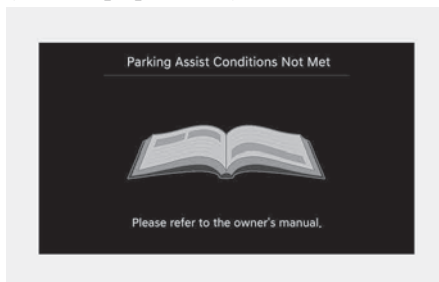 Parking Assist Conditions Not Met
Please refer to the owner's manual.